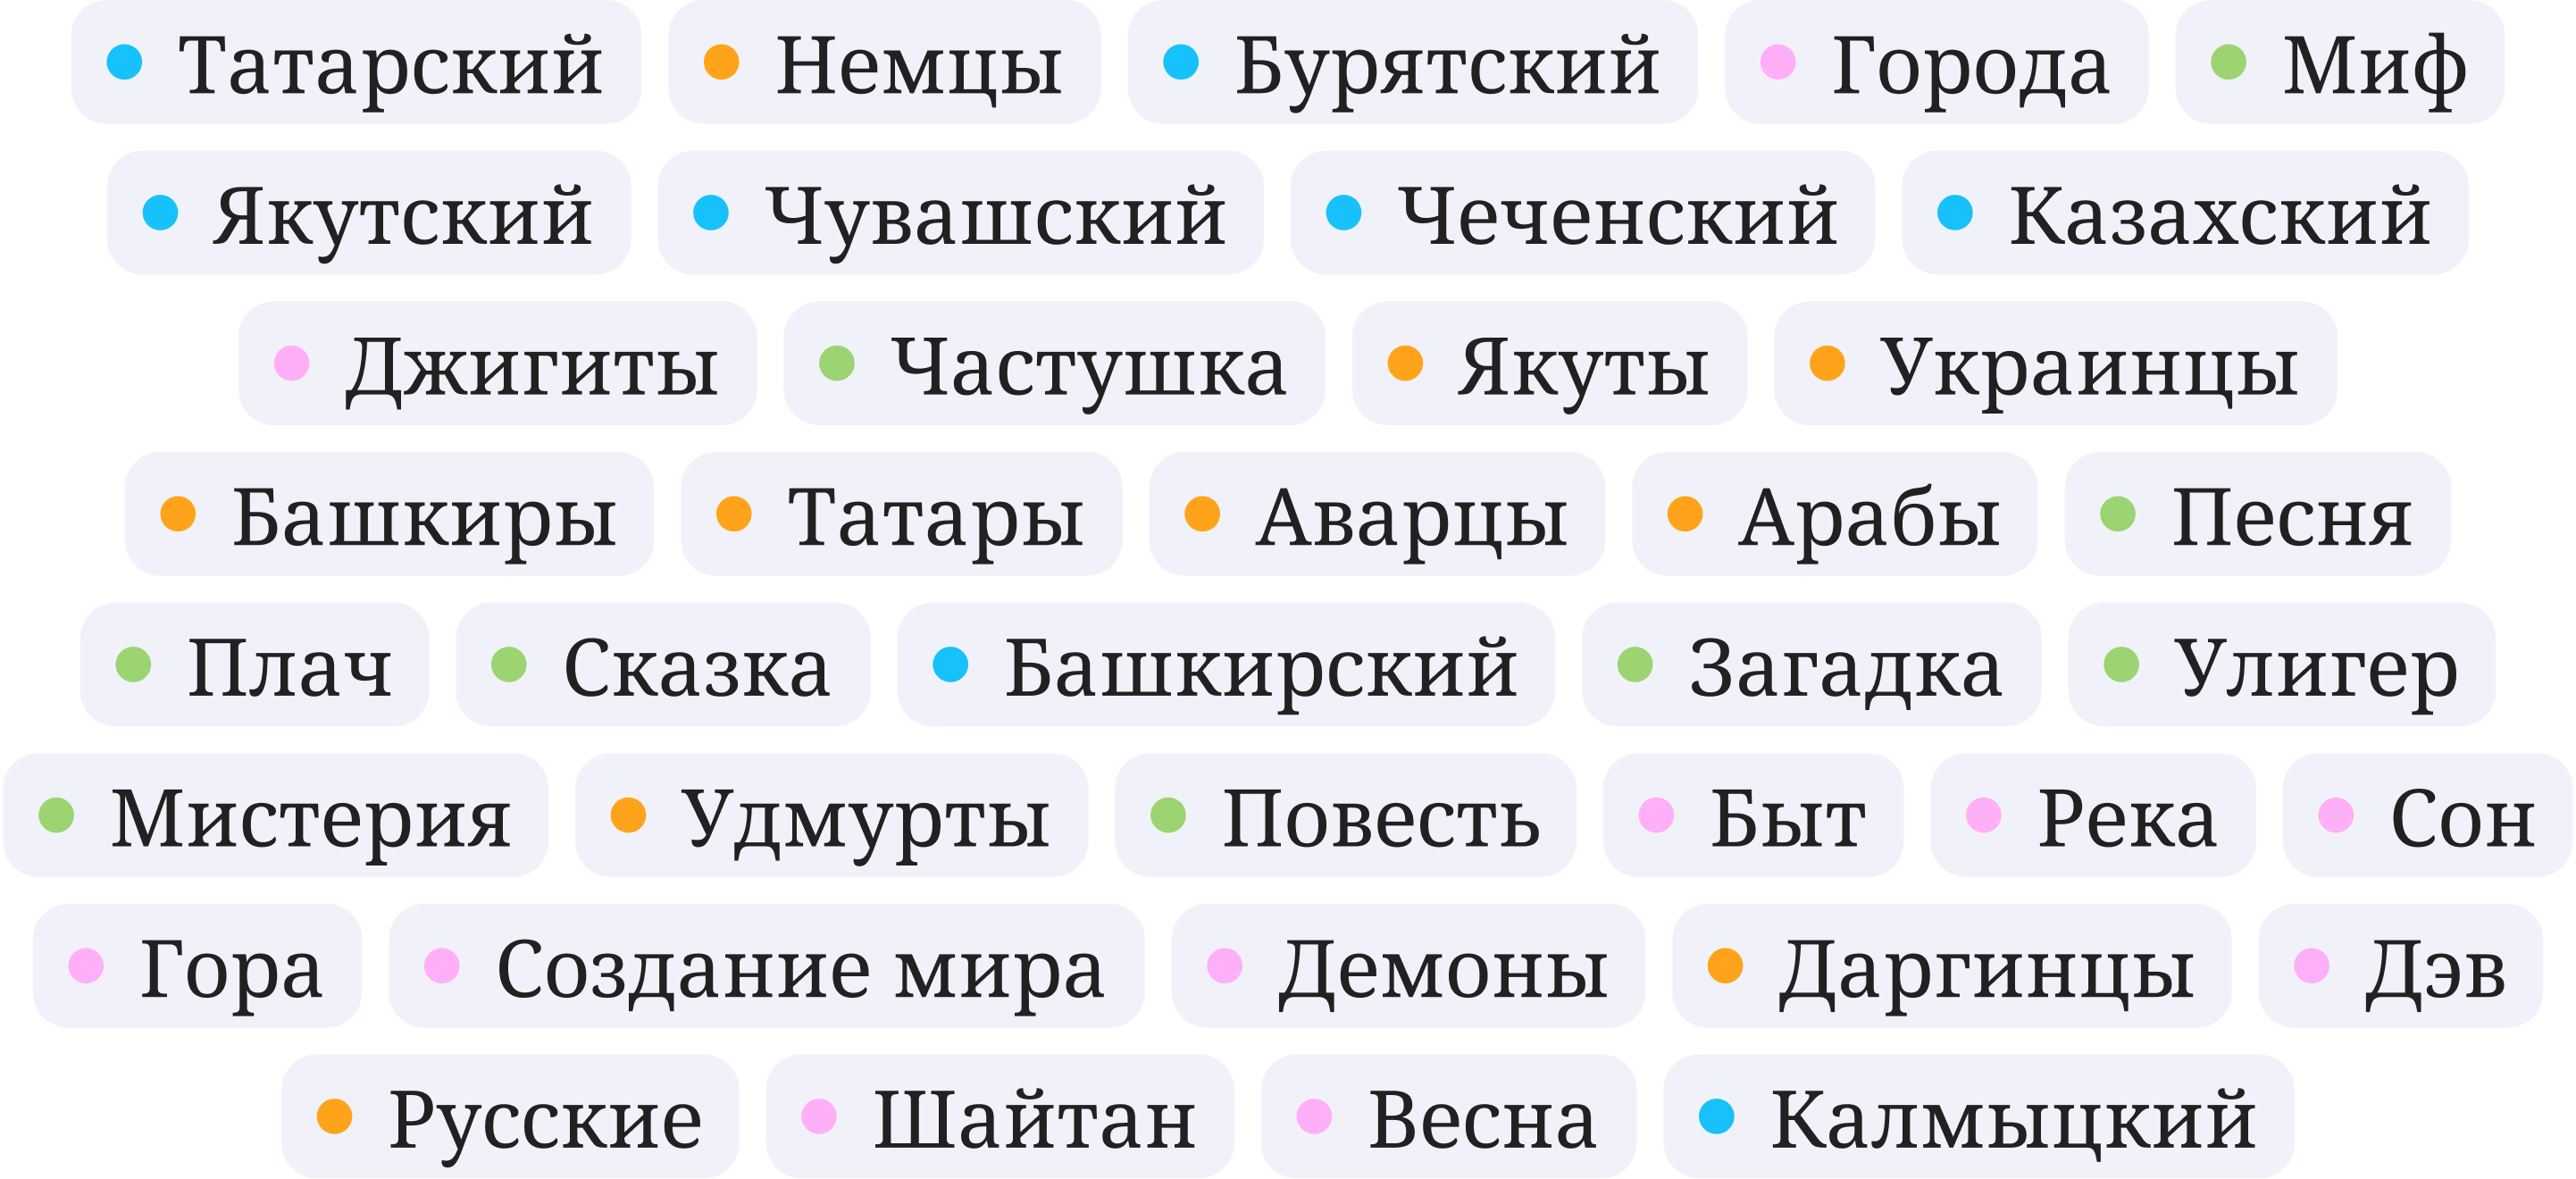 Татарский Немцы Бурятский Города Миф
Якутский Чувашский Чеченский Казахский
Джигиты Частушка Якуты Украинцы
Башкиры Татары Аварцы Арабы Песня
Плач Сказка Башкирский Загадка Улигер
Мистерия Удмурты Повесть Быт Река Сон
Гора Создание мира Демоны Даргинцы Дэв
Русские Шайтан Весна Калмыцкий